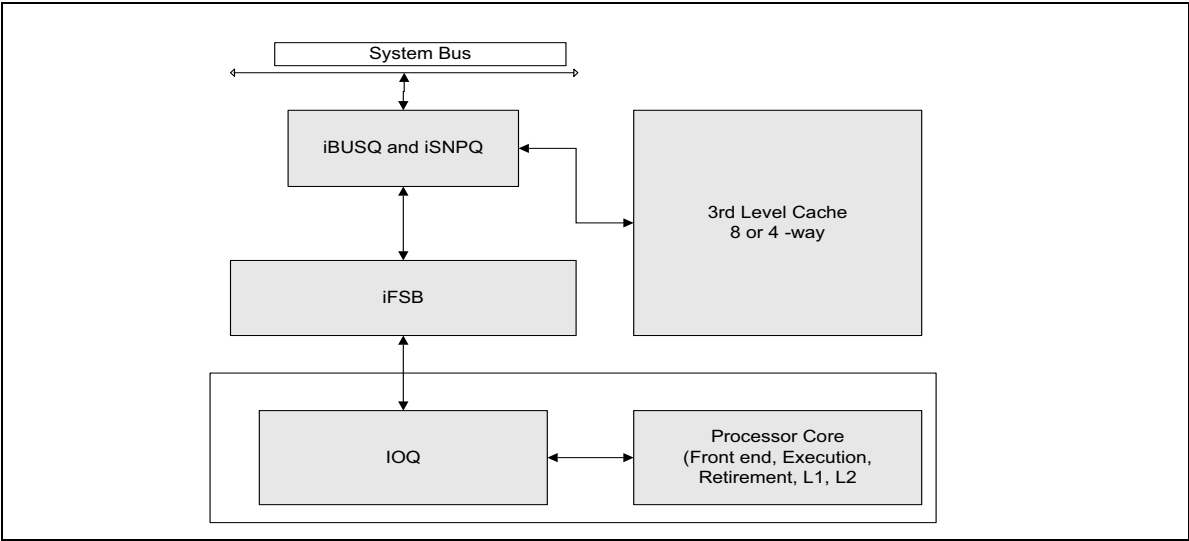 System Bus
iBUSQ and iSNPQ
3rd Level Cache
8 or 4 -way
iFSB
IOQ
Processor Core
(Front end, Execution,
Retirement, L1, L2